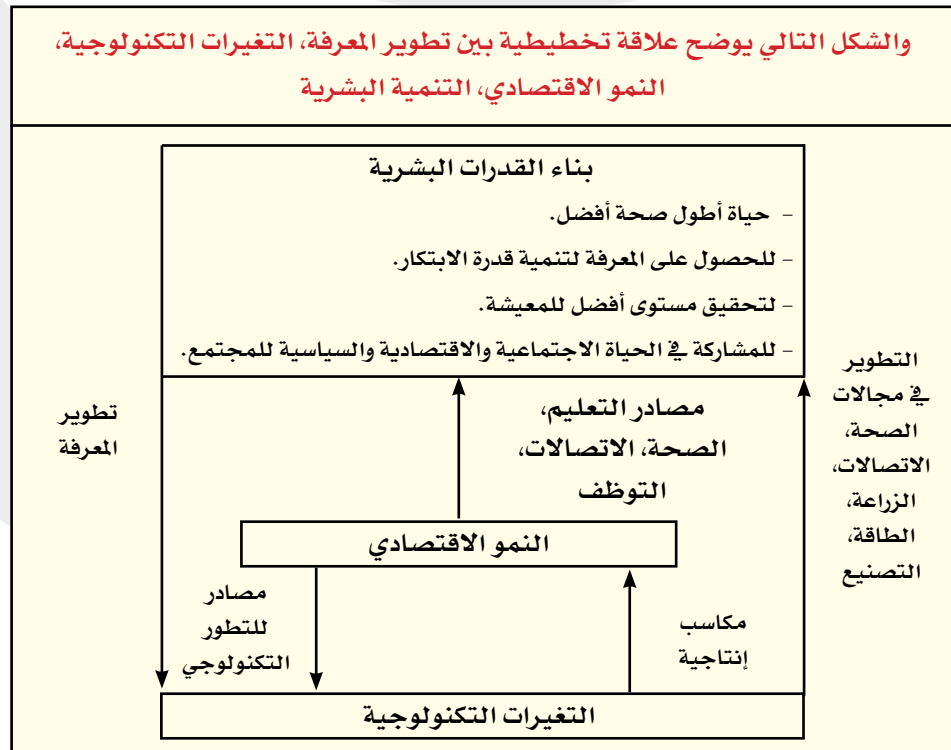 والشكل التالي يوضح علاقة تخطيطية بين تطوير المعرفة، التغيرات التكنولوجية،
النمو الاقتصادي، التنمية البشرية
بناء القدرات البشرية
- حياة أطول صحة أفضل.
- للحصول على المعرفة لتنمية قدرة الابتكار.
- لتحقيق مستوى أفضل للمعيشة.
- للمشاركة في الحياة الاجتماعية والاقتصادية والسياسية للمجتمع.
التطوير
في مجالات
الصحة،
الاتصالات،
الزراعة،
الطاقة،
التصنيع
مصادر التعليم،
الصحة، الاتصالات،
التوظف
تطوير
المعرفة
النمو الاقتصادي
مكاسب
إنتاجية
مصادر
للتطور
التكنولوجي
التغيرات التكنولوجية